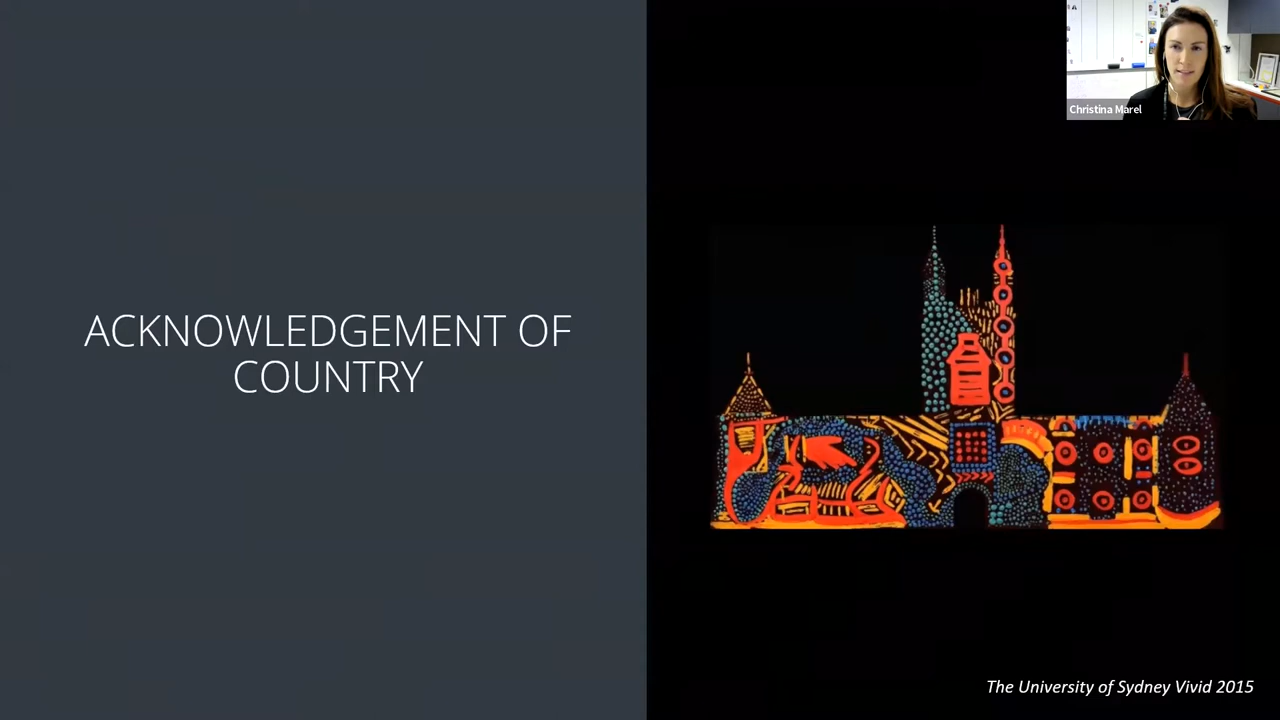 Christina Marel
ACKNOWLEDGEMENT OF
COUNTRY
The University of Sydney Vivid 2015